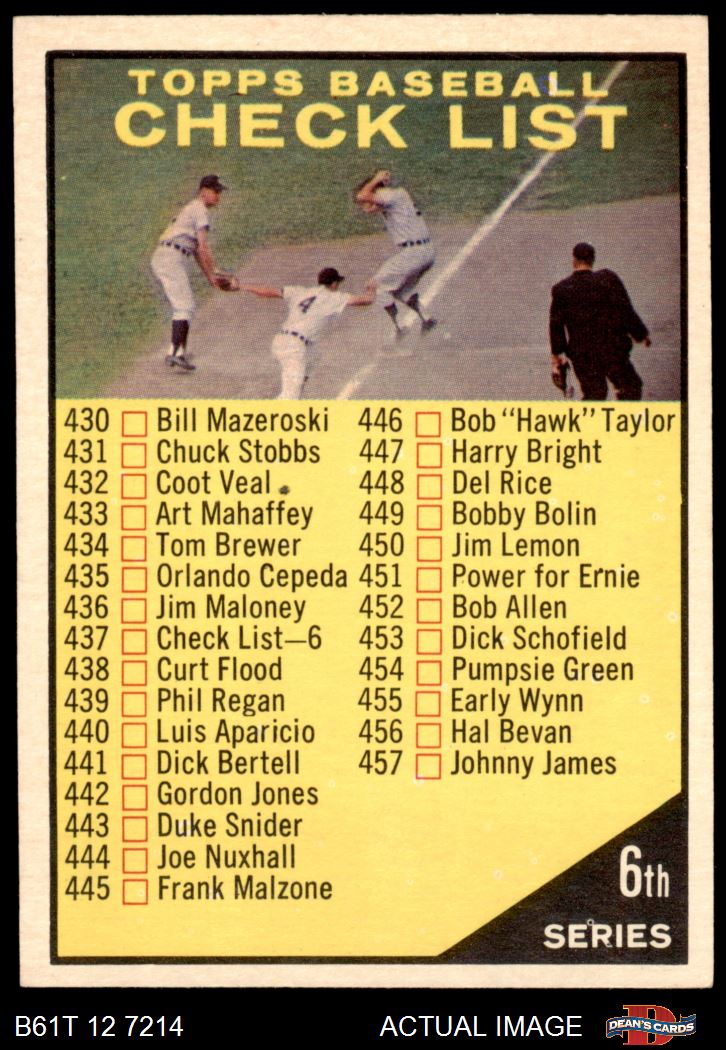 TOPPS BASEBALL
CHECK LIST
4
430 Bill Mazeroski
431 Chuck Stobbs
432 Coot Veal
433 Art Mahaffey
434 Tom Brewer
435 Orlando Cepeda
436 Jim Maloney
437 Check List—6
438 Curt Flood
439 Phil Regan
440 Luis Aparicio
441 Dick Bertell
442 Gordon Jones
443 Duke Snider
444 Joe Nuxhall
445 Frank Malzone
446 Bob "Hawk" Taylor
447 Harry Bright
448 Del Rice
449 Bobby Bolin
450 Jim Lemon
451 Power for Ernie
452 Bob Allen
453 Dick Schofield
454 Pumpsie Green
455 Early Wynn
456 Hal Bevan
457 Johnny James
6th
SERIES
B61T 12 7214
ACTUAL IMAGE
D
DEAN'S CARDS